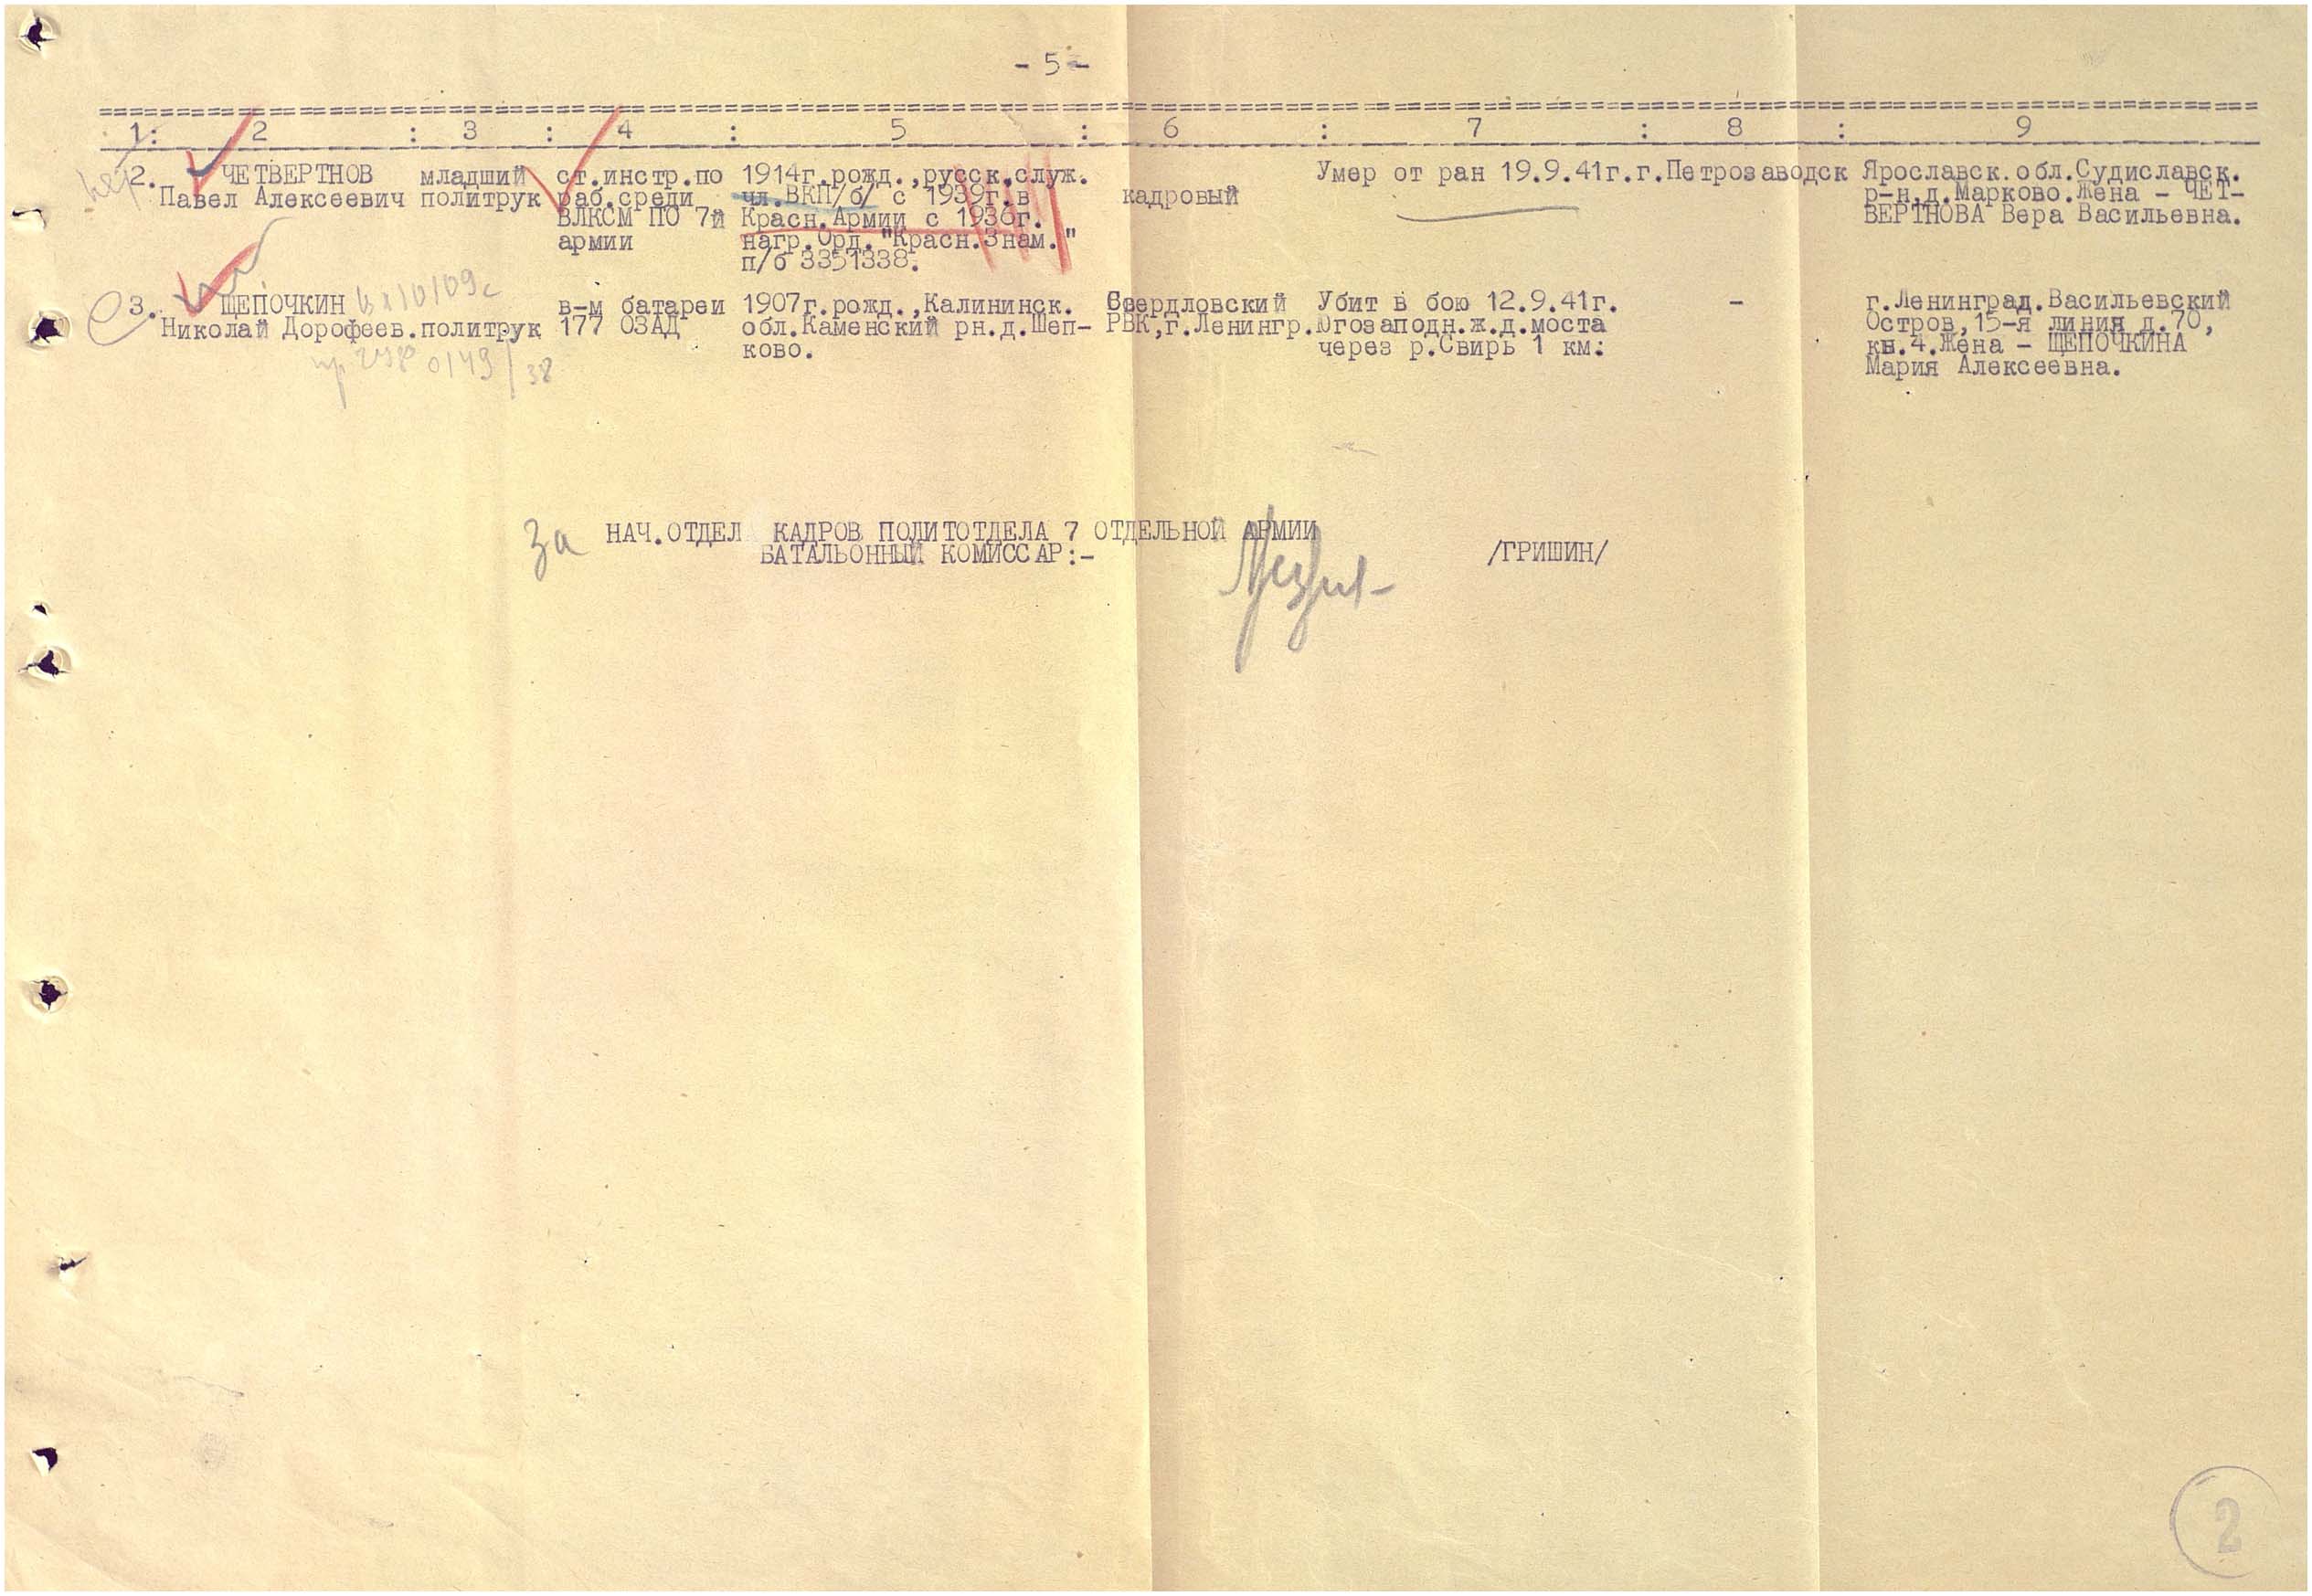 - 5 -
1: 2 : 3 : 4 : 5 : 6 : 7 : 8 : 9
2. ЧЕТВЕРТНОВ младший ст.инстр.по 1914г.рожд.,русск.служ. Умер от ран 19.9.41г.г.Петрозаводск Ярославск.обл.Судиславск.
Павел Алексеевич политрук раб.среди чл.ВКП/б/ с 1939г.в кадровый р-н,д.Марково.Жена - ЧЕТ-
ВЛКСМ ПО 7й Красн.Армии с 1936г. ВЕРТНОВА Вера Васильевна.
армии нагр.Орд."Красн.Знам."
п/б 3351338.
3. ЩЕПОЧКИН в-м батареи 1907г.рожд.,Калининск. Свердловский Убит в бою 12.9.41г. - г.Ленинград.Васильевский
Николай Дорофеев.политрук 177 ОЗАД обл.Каменский рн.д.Шеп- РВК,г.Ленингр.Югозаподн.ж.д.моста Остров,15-я линия д.70,
ково. через р.Свирь 1 км: кв.4.Жена - ЩЕПОЧКИНА
Мария Алексеевна.
за НАЧ.ОТДЕЛ КАДРОВ ПОЛИТОТДЕЛА 7 ОТДЕЛЬНОЙ АРМИИ
БАТАЛЬОННЫЙ КОМИССАР:- /ГРИШИН/
2